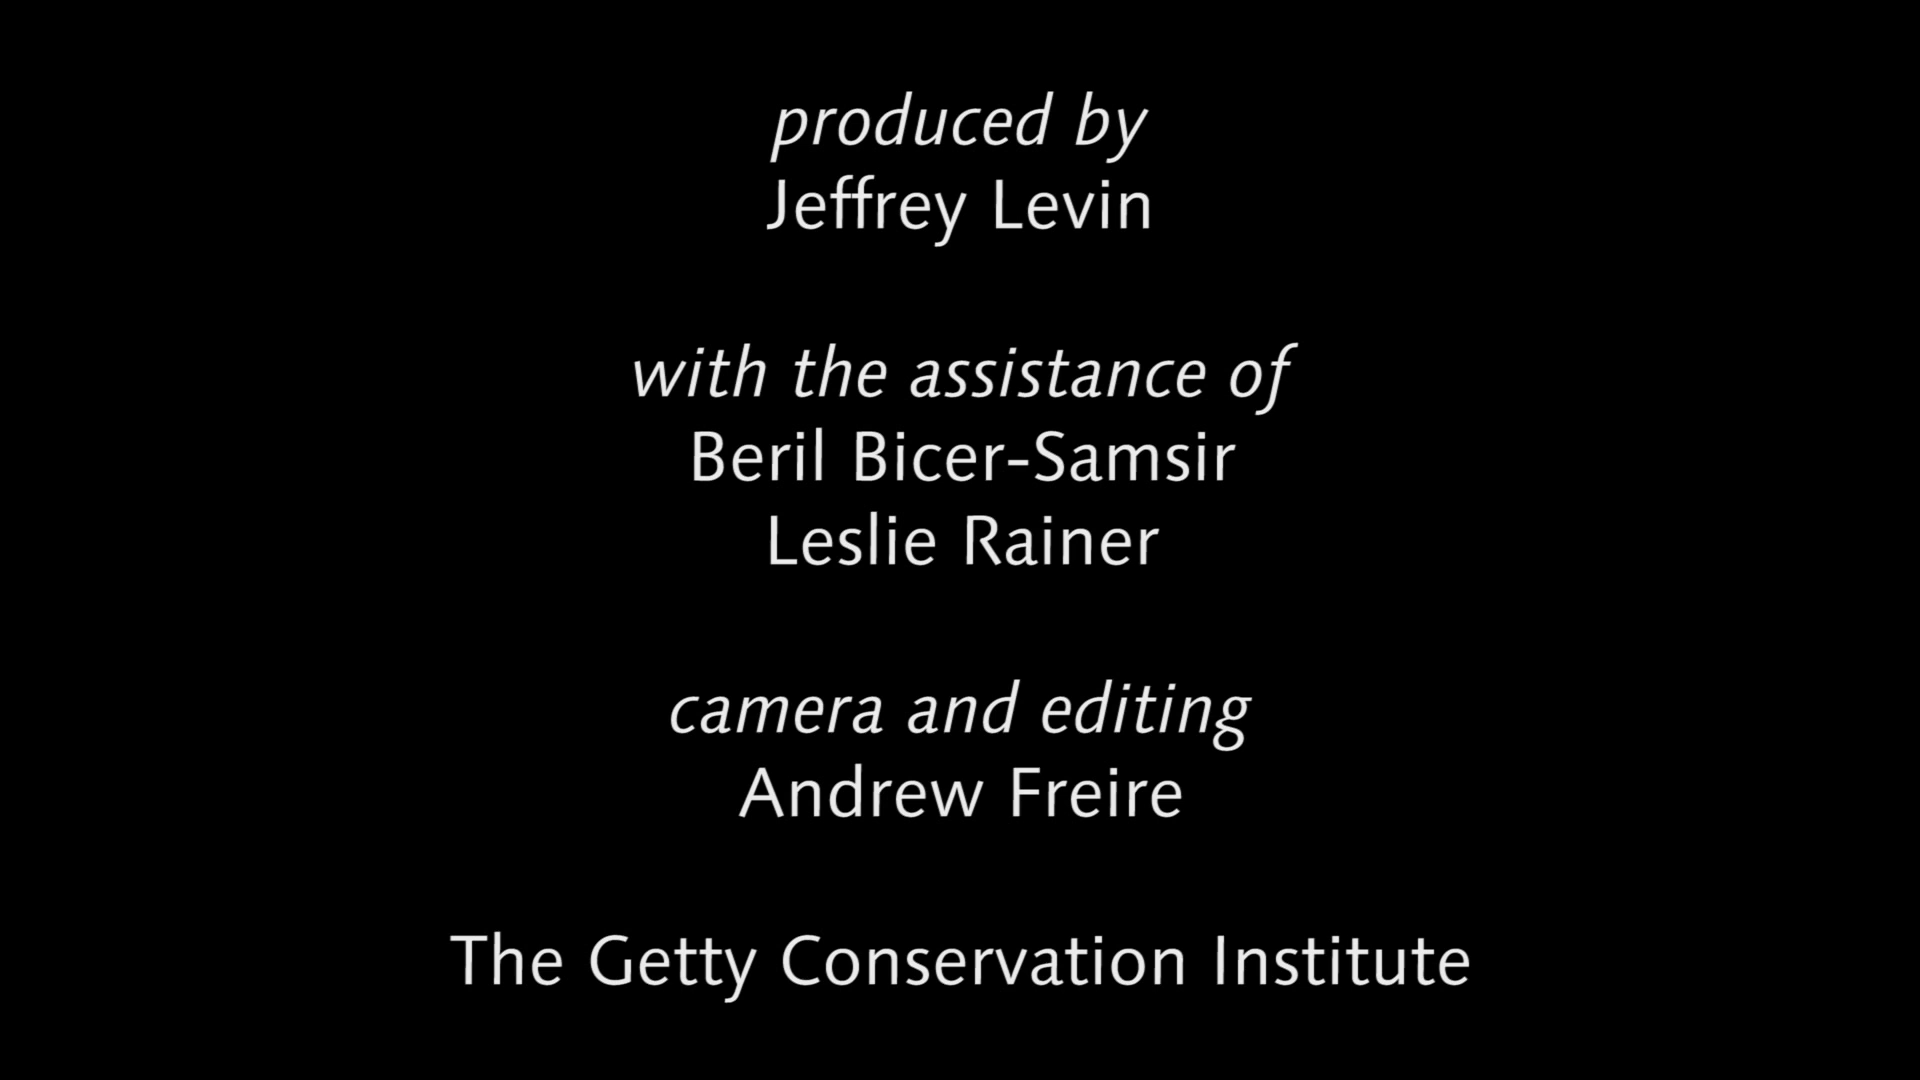 produced by
Jeffrey Levin
with the assistance of
Beril Bicer-Samsir
Leslie Rainer
camera and editing
Andrew Freire
The Getty Conservation Institute